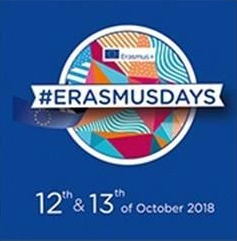 Erasmus+
#ERASMUSDAYS
12th & 13th of October 2018